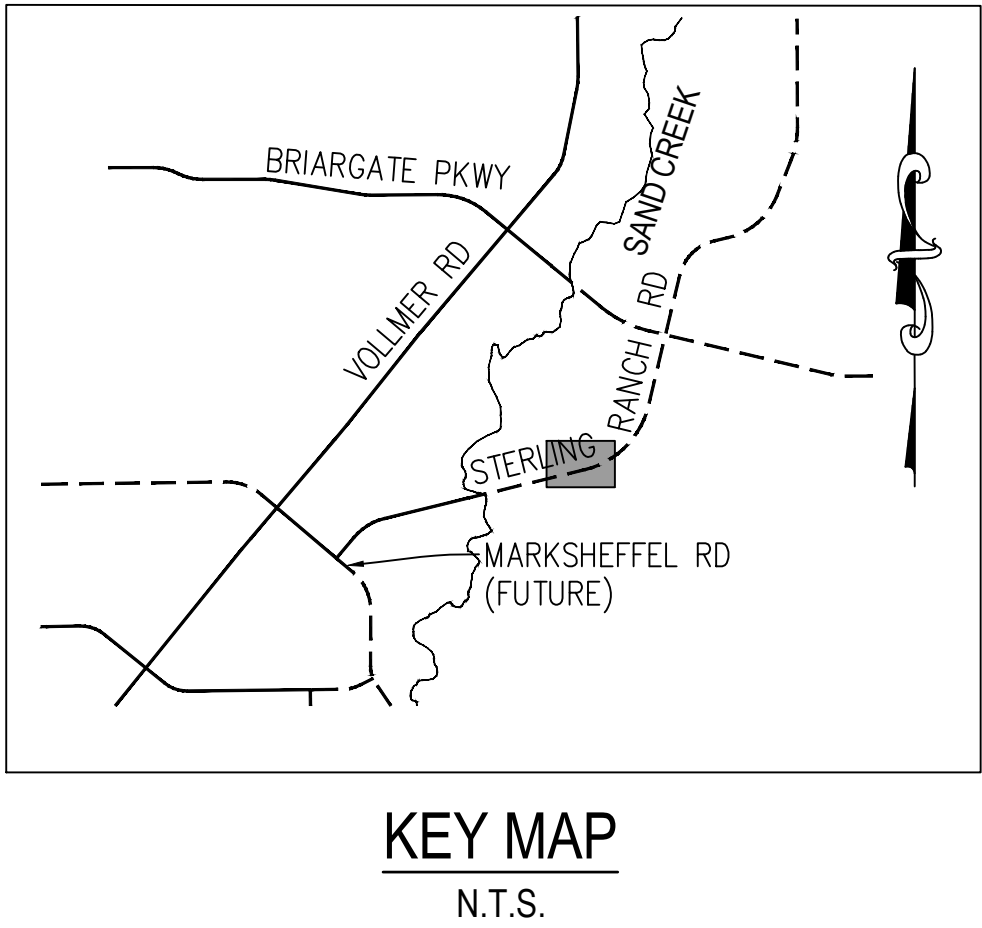 BRIARGATE PKWY
SAND CREEK
VOLLMER RD
STERLING RANCH RD
MARKSHEFFEL RD
(FUTURE)
KEY MAP
N.T.S.